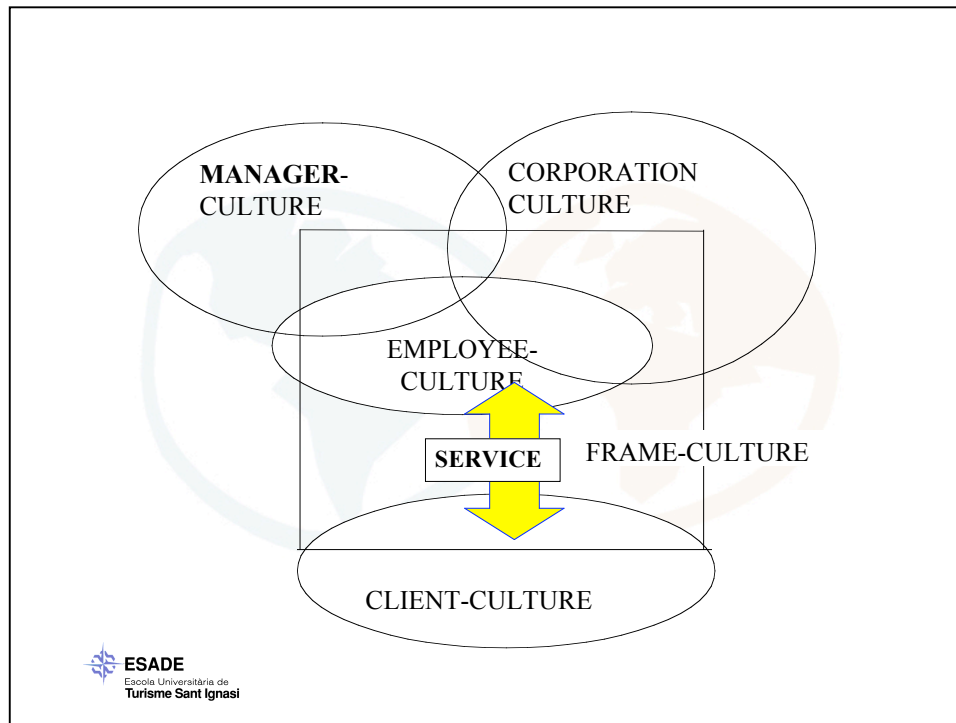 MANAGER-
CULTURE
CORPORATION
CULTURE
EMPLOYEE-
CULTURE
SERVICE
FRAME-CULTURE
CLIENT-CULTURE
ESADE
Escola Universitària de
Turisme Sant Ignasi